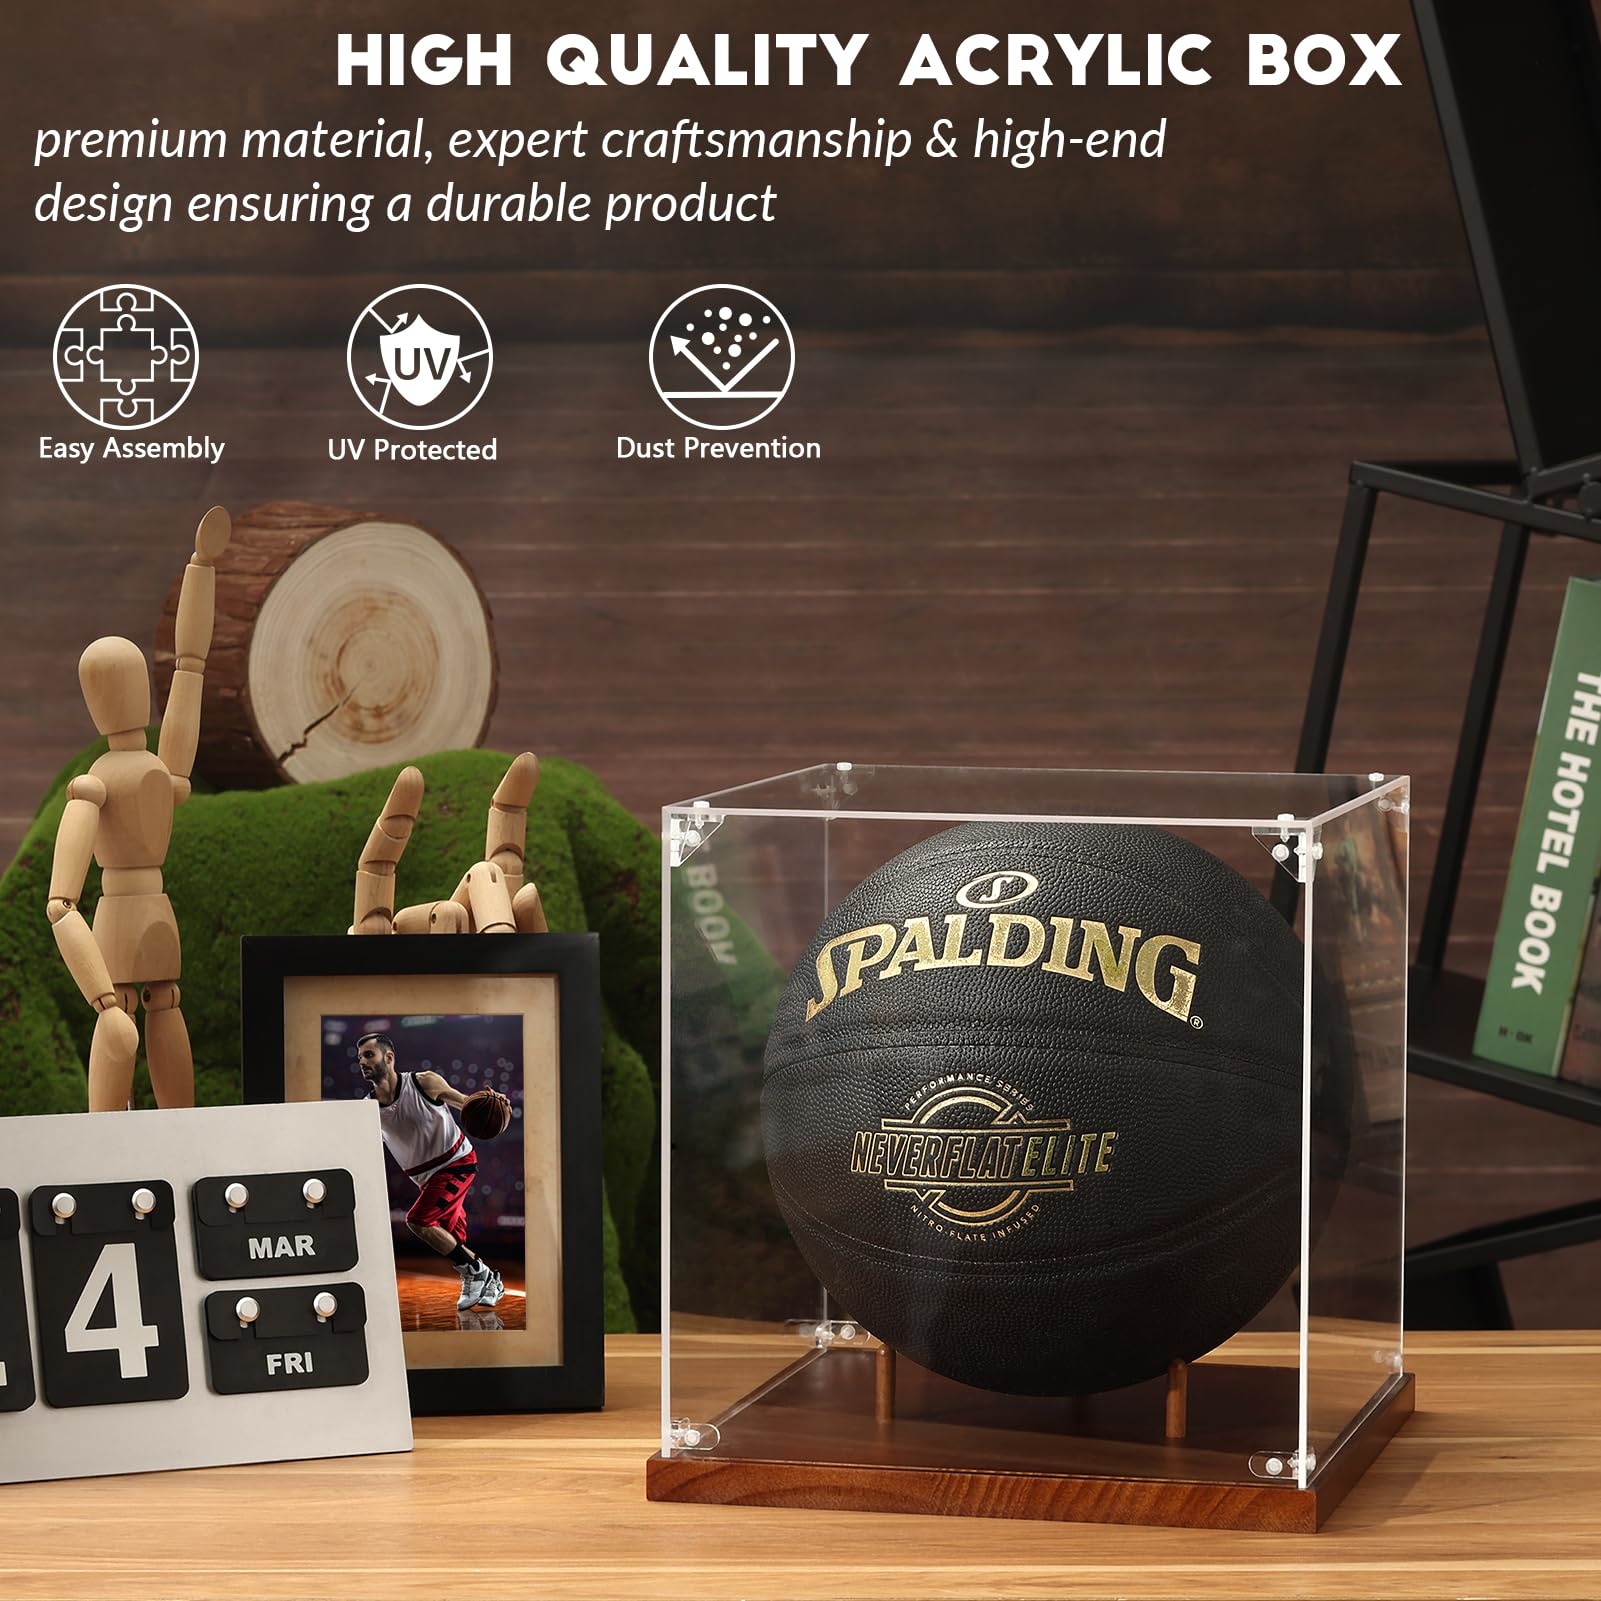 HIGH QUALITY ACRYLIC BOX
premium material, expert craftsmanship & high-end
design ensuring a durable product
UV
Easy Assembly
UV Protected
Dust Prevention
THE HOTEL BOOK
BOOK
SPALDING
®
PERFORMANCE SERIES
NEVERFLATELITE
NITRO-FLATE INFUSED
4
MAR
FRI